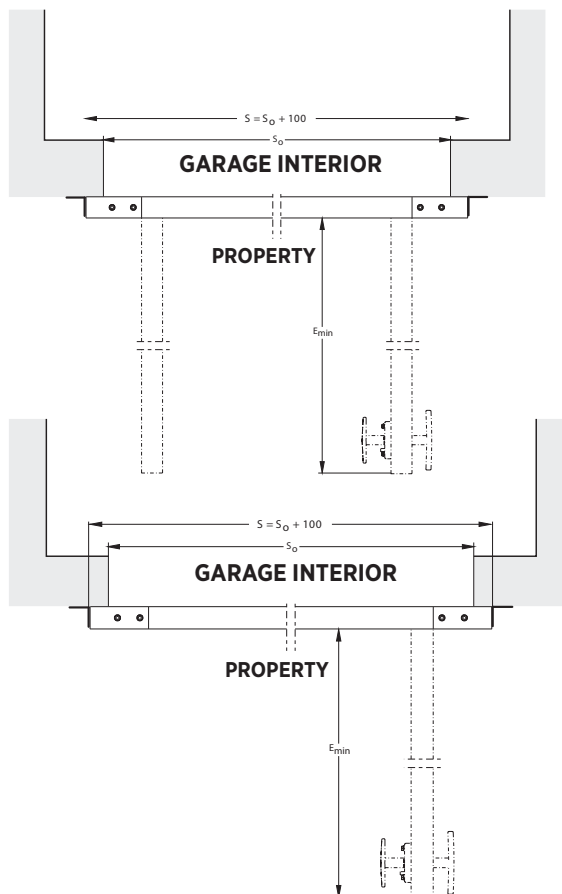 S = So + 100
So
GARAGE INTERIOR
PROPERTY
Emin
S = So + 100
So
GARAGE INTERIOR
PROPERTY
Emin